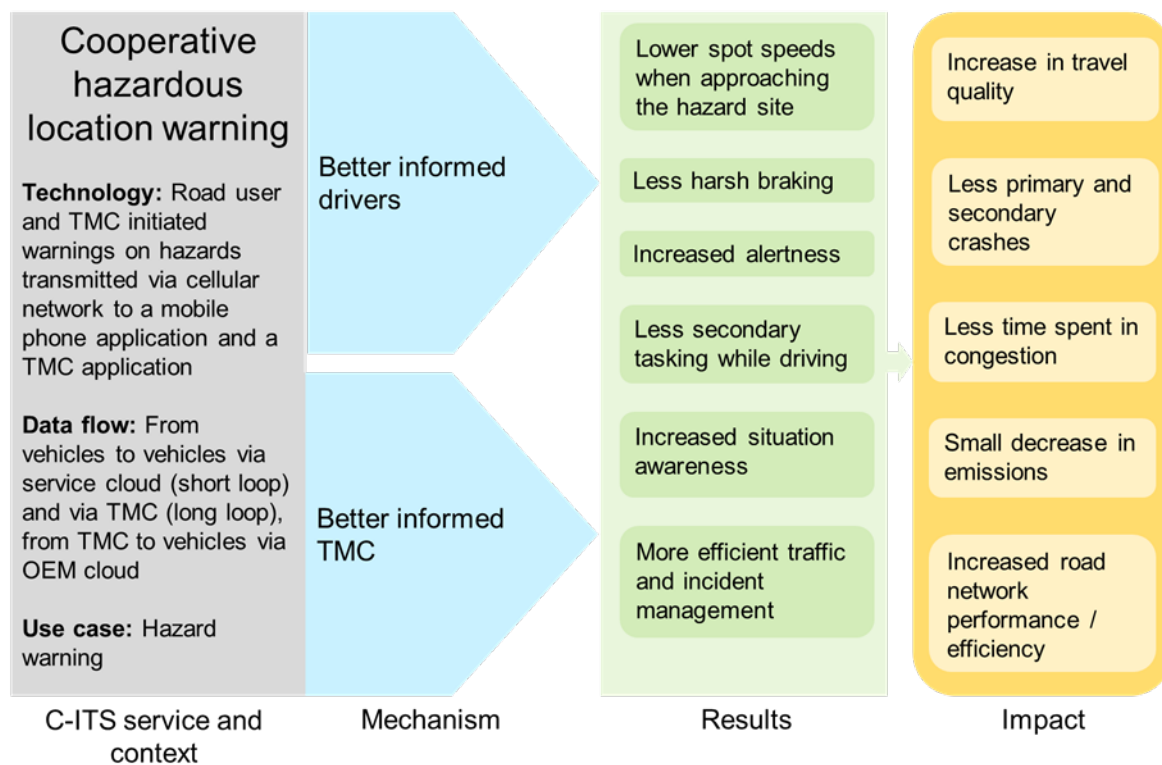 Cooperative
hazardous
location warning
Technology: Road user
and TMC initiated
warnings on hazards
transmitted via cellular
network to a mobile
phone application and a
TMC application
Data flow: From
vehicles to vehicles via
service cloud (short loop)
and via TMC (long loop),
from TMC to vehicles via
OEM cloud
Use case: Hazard
warning
C-ITS service and
context
Better informed
drivers
Better informed
TMC
Mechanism
Lower spot speeds
when approaching
the hazard site
Less harsh braking
Increased alertness
Less secondary
tasking while driving
Increased situation
awareness
More efficient traffic
and incident
management
Results
Increase in travel
quality
Less primary and
secondary
crashes
Less time spent in
congestion
Small decrease in
emissions
Increased road
network
performance /
efficiency
Impact